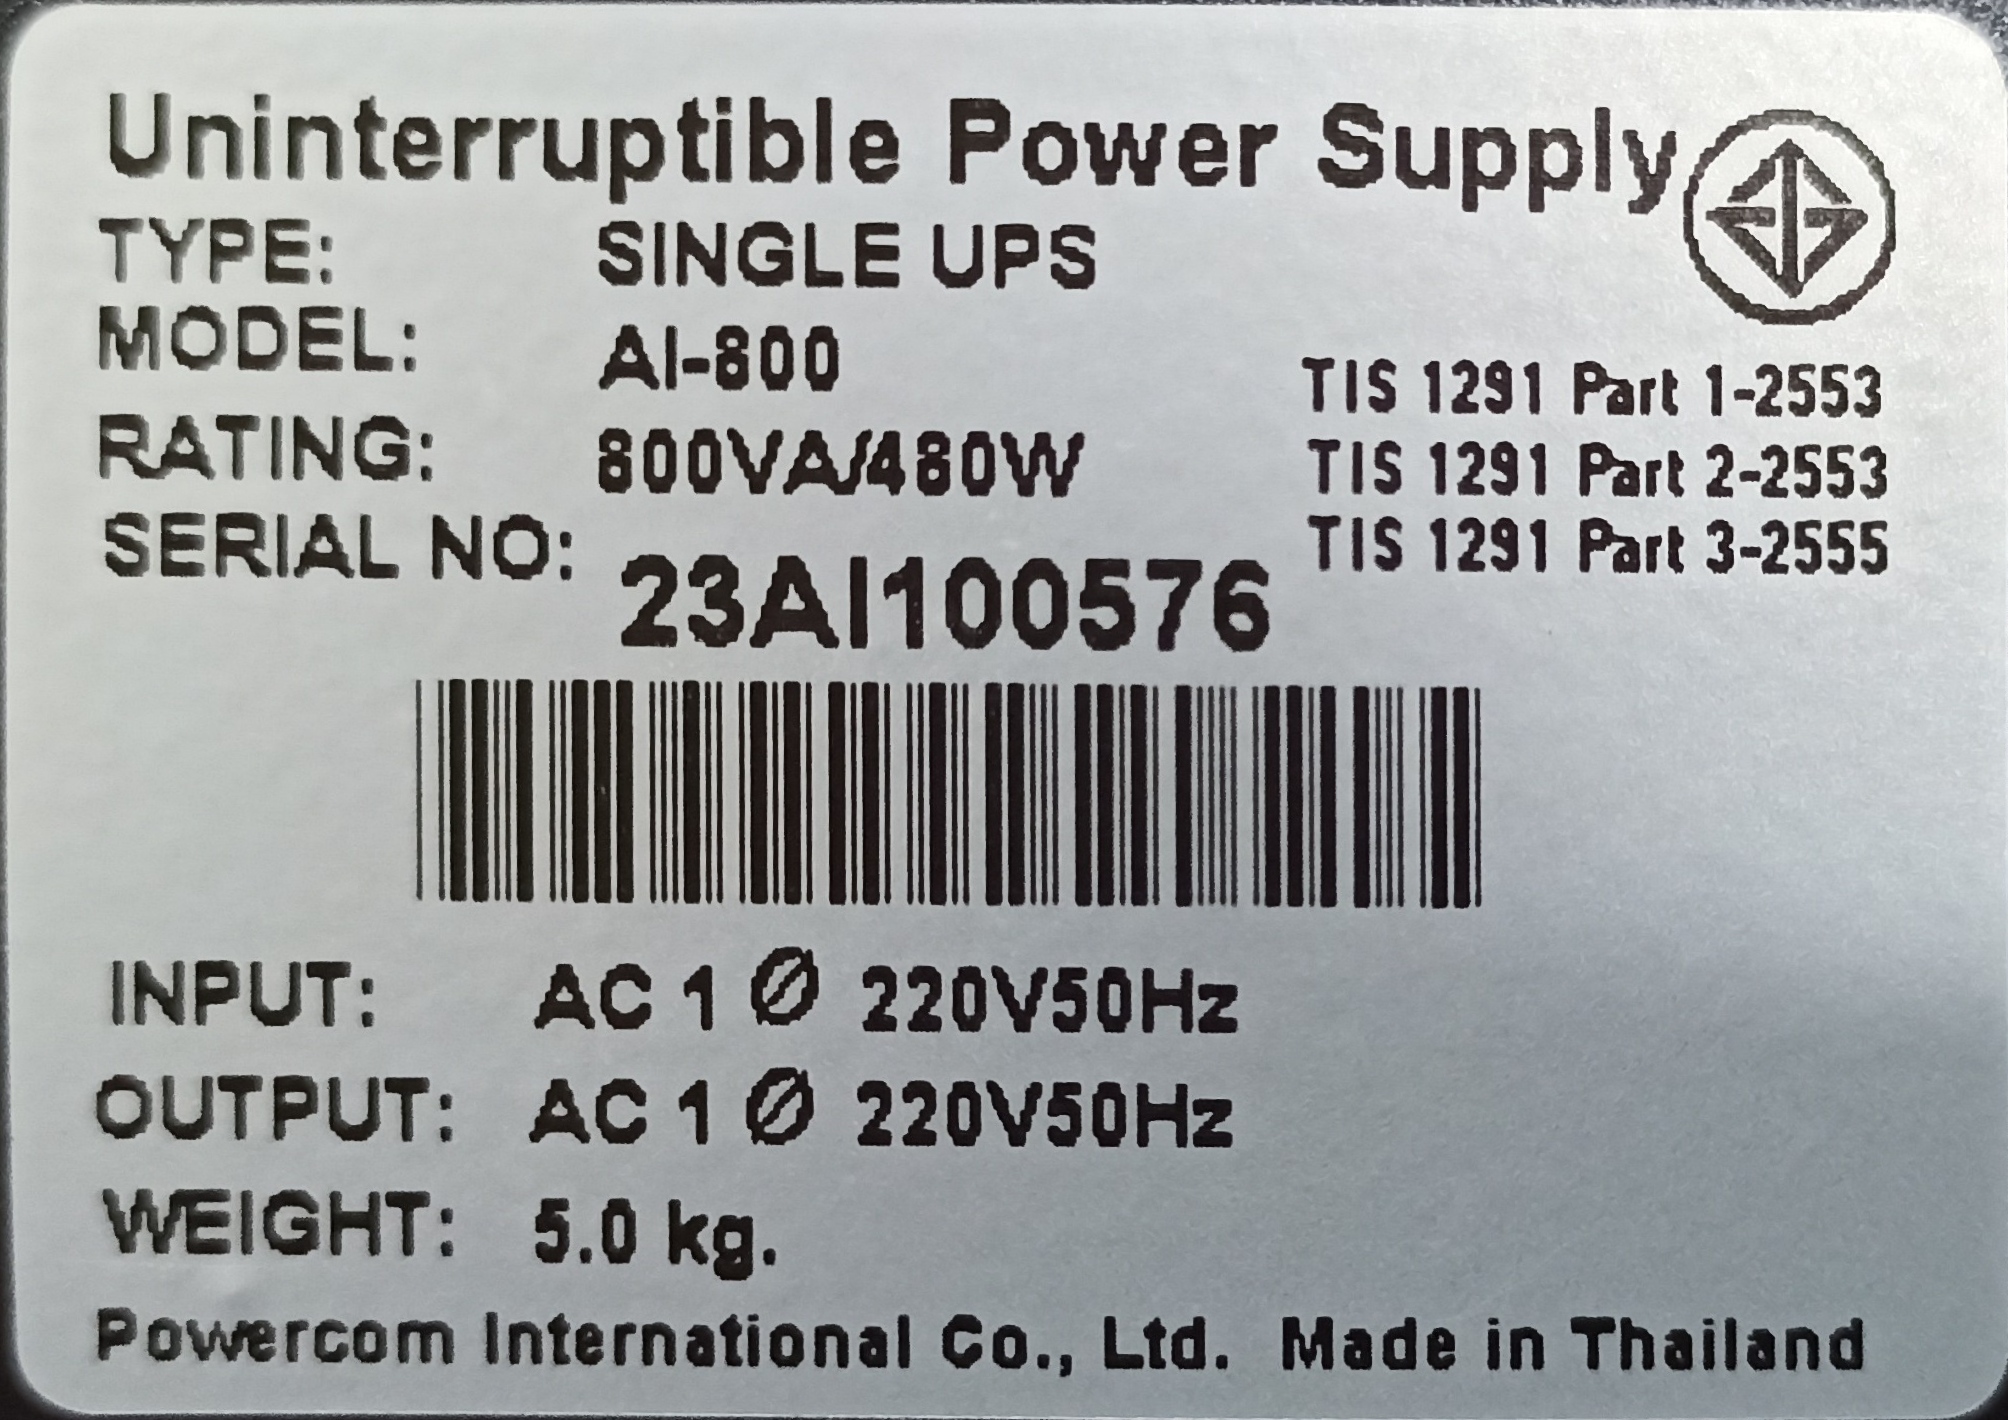 Uninterruptible Power Supply
TYPE: SINGLE UPS
MODEL: AI-800
RATING: 800VA/480W
SERIAL NO: 23AI100576
TIS 1291 Part 1-2553
TIS 1291 Part 2-2553
TIS 1291 Part 3-2555
INPUT: AC 1 Ø 220V50Hz
OUTPUT: AC 1 Ø 220V50Hz
WEIGHT: 5.0 kg.
Powercom International Co., Ltd. Made in Thailand